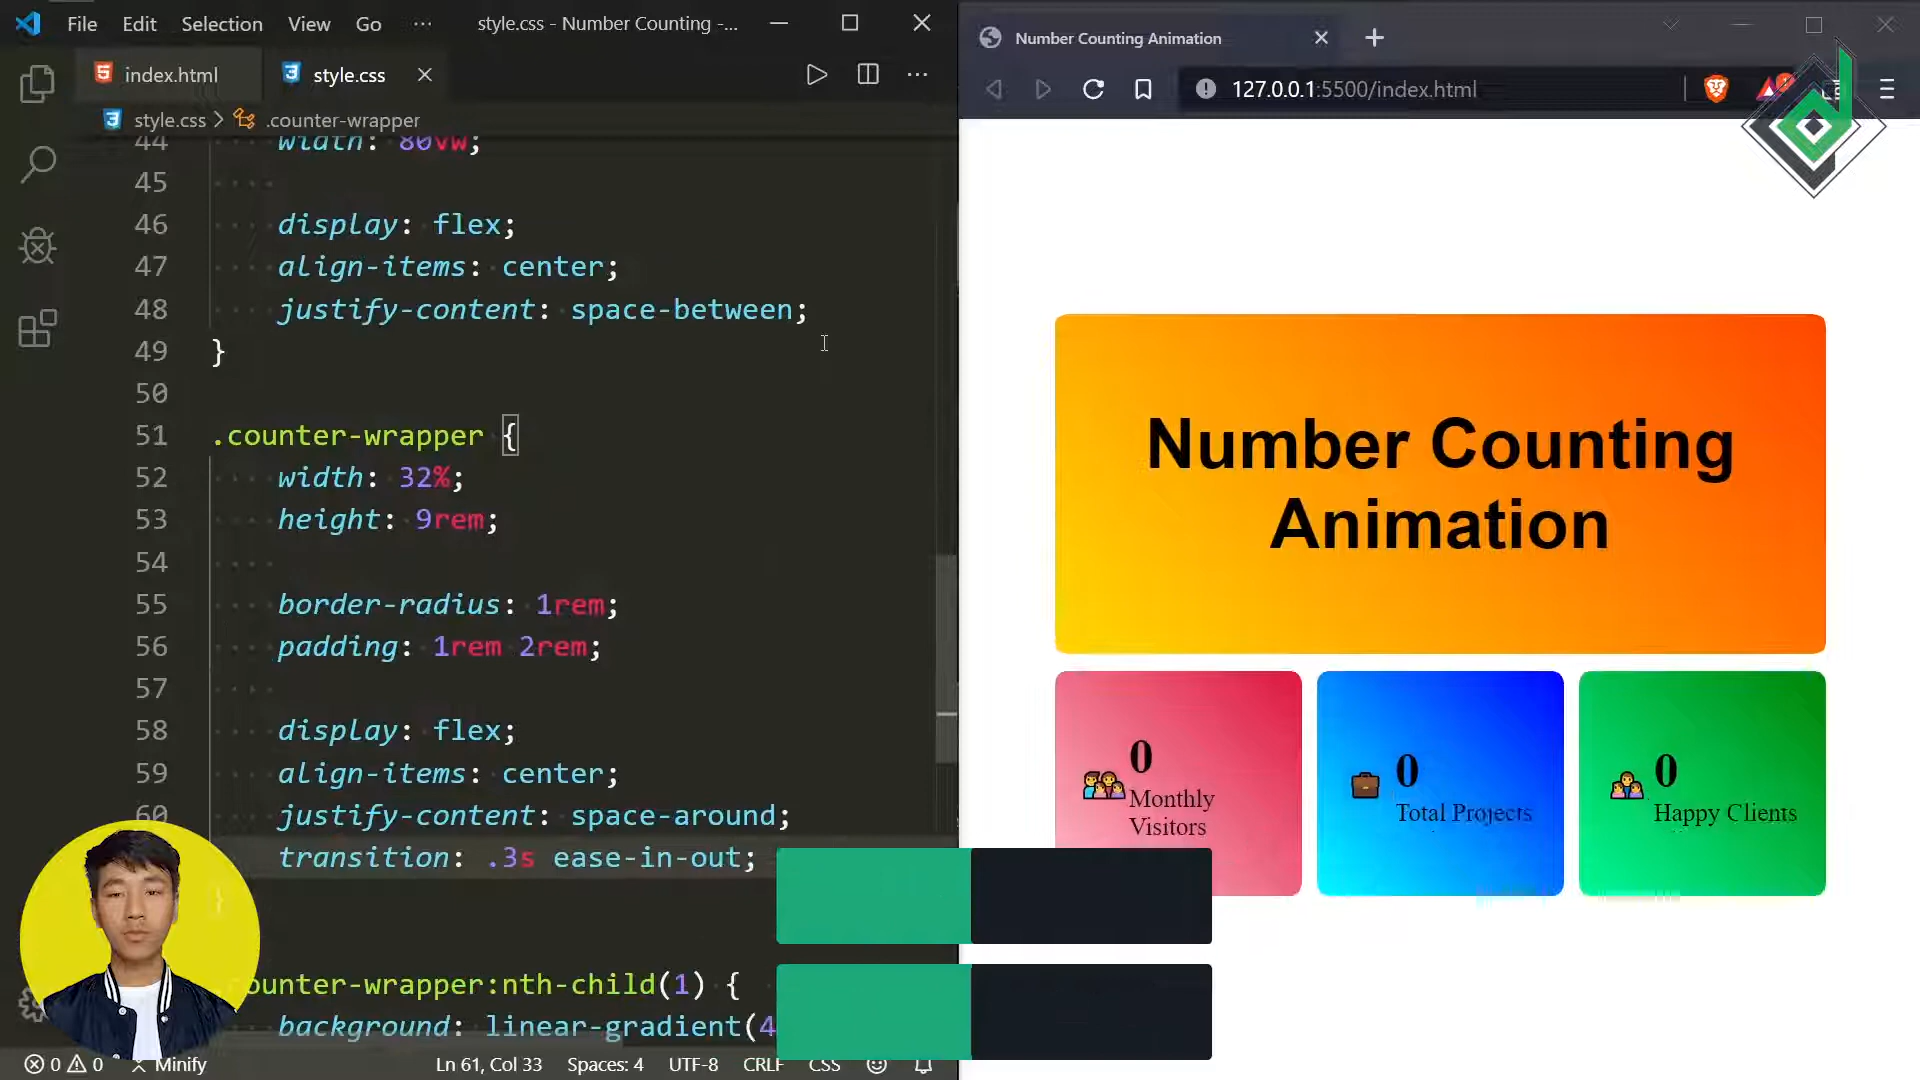 File Edit Selection View Go ··· style.css - Number Counting -...
index.html style.css
style.css > .counter-wrapper
44 width: 80vw;
45
46 display: flex;
47 align-items: center;
48 justify-content: space-between;
49 }
50
51 .counter-wrapper {
52 width: 32%;
53 height: 9rem;
54
55 border-radius: 1rem;
56 padding: 1rem 2rem;
57
58 display: flex;
59 align-items: center;
60 justify-content: space-around;
transition: .3s ease-in-out;
}
ounter-wrapper:nth-child(1) {
background: linear-gradient(4
0 0 Minify Ln 61, Col 33 Spaces: 4 UTF-8 CRLF CSS
Number Counting Animation
127.0.0.1:5500/index.html
Number Counting
Animation
0
Monthly
Visitors
0
Total Projects
0
Happy Clients